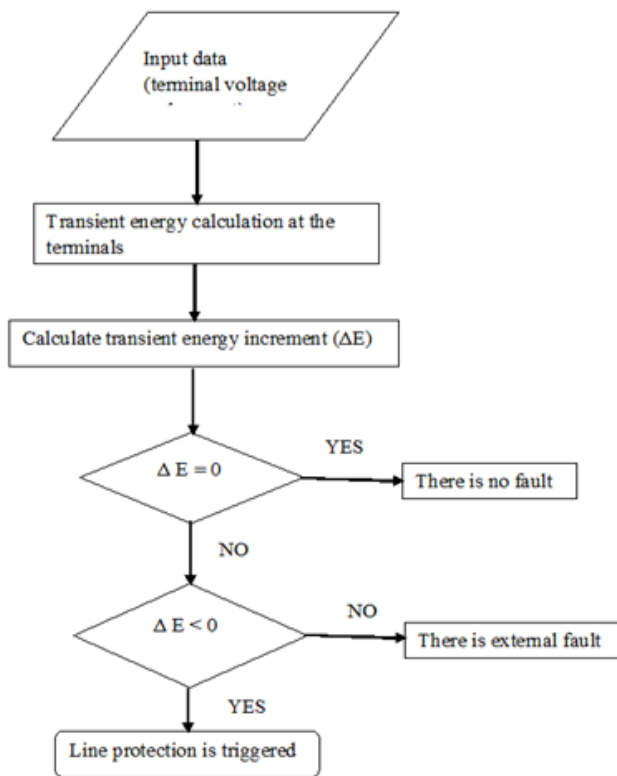 Input data
(terminal voltage
Transient energy calculation at the
terminals
Calculate transient energy increment (ΔE)
Δ E = 0
YES
There is no fault
NO
Δ E < 0
NO
There is external fault
YES
Line protection is triggered